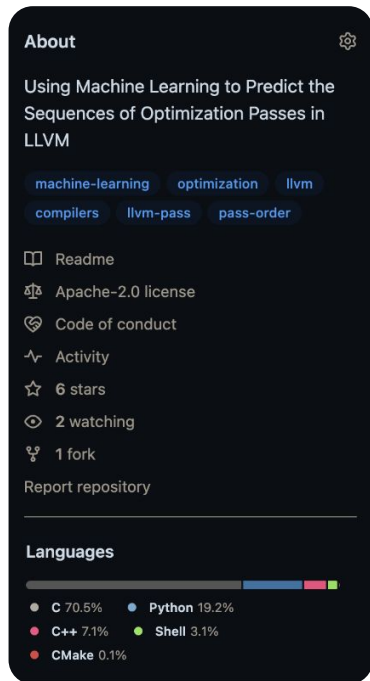 About
Using Machine Learning to Predict the
Sequences of Optimization Passes in
LLVM
machine-learning optimization llvm
compilers llvm-pass pass-order
Readme
Apache-2.0 license
Code of conduct
Activity
6 stars
2 watching
1 fork
Report repository
Languages
C 70.5% Python 19.2%
C++ 7.1% Shell 3.1%
CMake 0.1%